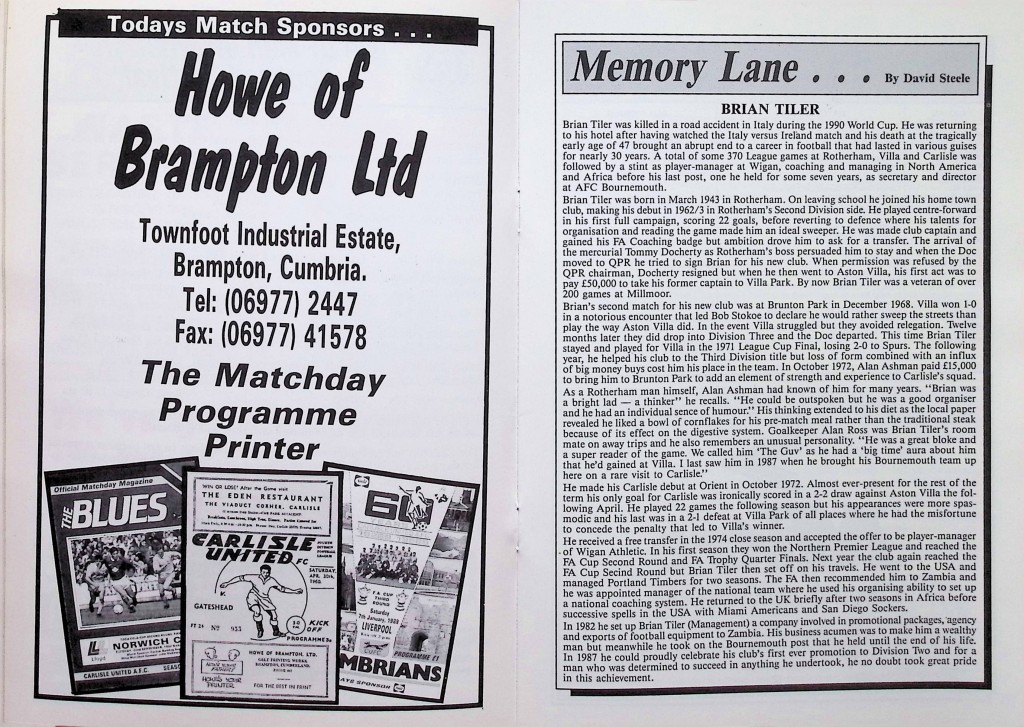 Todays Match Sponsors . . .
Howe of
Brampton Ltd
Townfoot Industrial Estate,
Brampton, Cumbria.
Tel: (06977) 2447
Fax: (06977) 41578
The Matchday
Programme
Printer
Official Matchday Magazine
THE BLUES
NORWICH C
CARLISLE UNITED A.F.C.
WIN OR LOSE! After the Game visit
THE EDEN RESTAURANT
THE VIADUCT CORNER, CARLISLE
CARLISLE
UNITED FC
SATURDAY,
GATESHEAD
KICK
OFF
PROGRAMME
HOWE OF BRAMPTON, LTD.
BRAMPTON, CUMBERLAND.
FOR THE BEST IN PRINT
F.A. CUP
THIRD
ROUND
Saturday
7th January, 1989
LIVERPOOL
PROGRAMME £1
MBRIANS
Memory Lane . . . By David Steele
BRIAN TILER
Brian Tiler was killed in a road accident in Italy during the 1990 World Cup. He was returning
to his hotel after having watched the Italy versus Ireland match and his death at the tragically
early age of 47 brought an abrupt end to a career in football that had lasted in various guises
for nearly 30 years. A total of some 370 League games at Rotherham, Villa and Carlisle was
followed by a stint as player-manager at Wigan, coaching and managing in North America
and Africa before his last post, one he held for some seven years, as secretary and director
at AFC Bournemouth.
Brian Tiler was born in March 1943 in Rotherham. On leaving school he joined his home town
club, making his debut in 1962/3 in Rotherham's Second Division side. He played centre-forward
in his first full campaign, scoring 22 goals, before reverting to defence where his talents for
organisation and reading the game made him an ideal sweeper. He was made club captain and
gained his FA Coaching badge but ambition drove him to ask for a transfer. The arrival of
the mercurial Tommy Docherty as Rotherham's boss persuaded him to stay and when the Doc
moved to QPR he tried to sign Brian for his new club. When permission was refused by the
QPR chairman, Docherty resigned but when he then went to Aston Villa, his first act was to
pay £50,000 to take his former captain to Villa Park. By now Brian Tiler was a veteran of over
200 games at Millmoor.
Brian's second match for his new club was at Brunton Park in December 1968. Villa won 1-0
in a notorious encounter that led Bob Stokoe to declare he would rather sweep the streets than
play the way Aston Villa did. In the event Villa struggled but they avoided relegation. Twelve
months later they did drop into Division Three and the Doc departed. This time Brian Tiler
stayed and played for Villa in the 1971 League Cup Final, losing 2-0 to Spurs. The following
year, he helped his club to the Third Division title but loss of form combined with an influx
of big money buys cost him his place in the team. In October 1972, Alan Ashman paid £15,000
to bring him to Brunton Park to add an element of strength and experience to Carlisle's squad.
As a Rotherham man himself, Alan Ashman had known of him for many years. "Brian was
a bright lad — a thinker" he recalls. "He could be outspoken but he was a good organiser
and he had an individual sence of humour." His thinking extended to his diet as the local paper
revealed he liked a bowl of cornflakes for his pre-match meal rather than the traditional steak
because of its effect on the digestive system. Goalkeeper Alan Ross was Brian Tiler's room
mate on away trips and he also remembers an unusual personality. "He was a great bloke and
a super reader of the game. We called him 'The Guv' as he had a 'big time' aura about him
that he'd gained at Villa. I last saw him in 1987 when he brought his Bournemouth team up
here on a rare visit to Carlisle."
He made his Carlisle debut at Orient in October 1972. Almost ever-present for the rest of the
term his only goal for Carlisle was ironically scored in a 2-2 draw against Aston Villa the fol-
lowing April. He played 22 games the following season but his appearances were more spas-
modic and his last was in a 2-1 defeat at Villa Park of all places where he had the misfortune
to concede the penalty that led to Villa's winner.
He received a free transfer in the 1974 close season and accepted the offer to be player-manager
of Wigan Athletic. In his first season they won the Northern Premier League and reached the
FA Cup Second Round and FA Trophy Quarter Finals. Next year the club again reached the
FA Cup Secind Round but Brian Tiler then set off on his travels. He went to the USA and
managed Portland Timbers for two seasons. The FA then recommended him to Zambia and
he was appointed manager of the national team where he used his organising ability to set up
a national coaching system. He returned to the UK briefly after two seasons in Africa before
successive spells in the USA with Miami Americans and San Diego Sockers.
In 1982 he set up Brian Tiler (Management) a company involved in promotional packages, agency
and exports of football equipment to Zambia. His business acumen was to make him a wealthy
man but meanwhile he took on the Bournemouth post that he held until the end of his life.
In 1987 he could proudly celebrate his club's first ever promotion to Division Two and for a
man who was determined to succeed in anything he undertook, he no doubt took great pride
in this achievement.